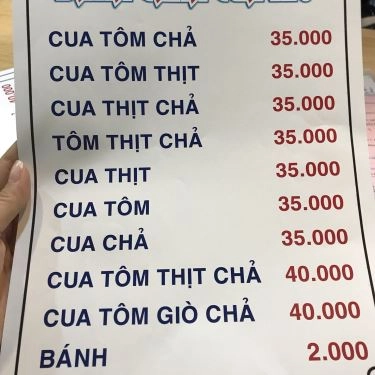 CUA TÔM CHẢ 35.000
CUA TÔM THỊT 35.000
CUA THỊT CHẢ 35.000
TÔM THỊT CHẢ 35.000
CUA THỊT 35.000
CUA TÔM 35.000
CUA CHẢ 35.000
CUA TÔM THỊT CHẢ 40.000
CUA TÔM GIÒ CHẢ 40.000
BÁNH 2.000